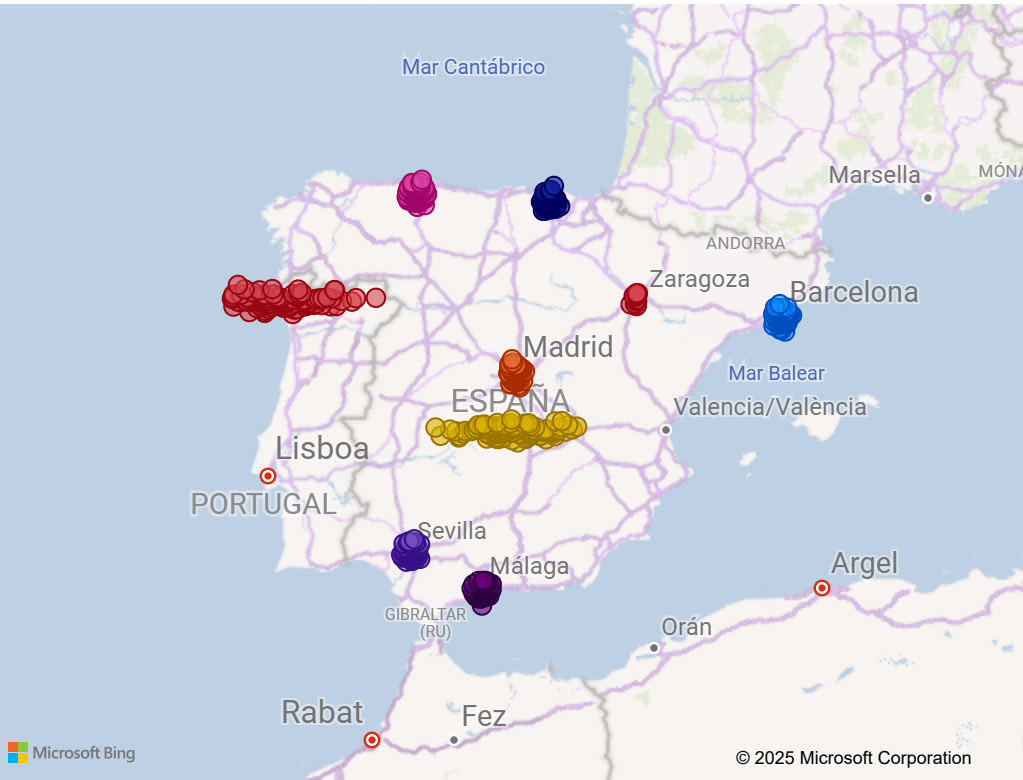 Mar Cantábrico
Marsella
MÓNA
ANDORRA
Zaragoza
Barcelona
Madrid
Mar Balear
ESPAÑA
Valencia/València
Lisboa
PORTUGAL
Sevilla
Málaga
Argel
GIBRALTAR
(RU)
Orán
Rabat
Fez
Microsoft Bing
© 2025 Microsoft Corporation